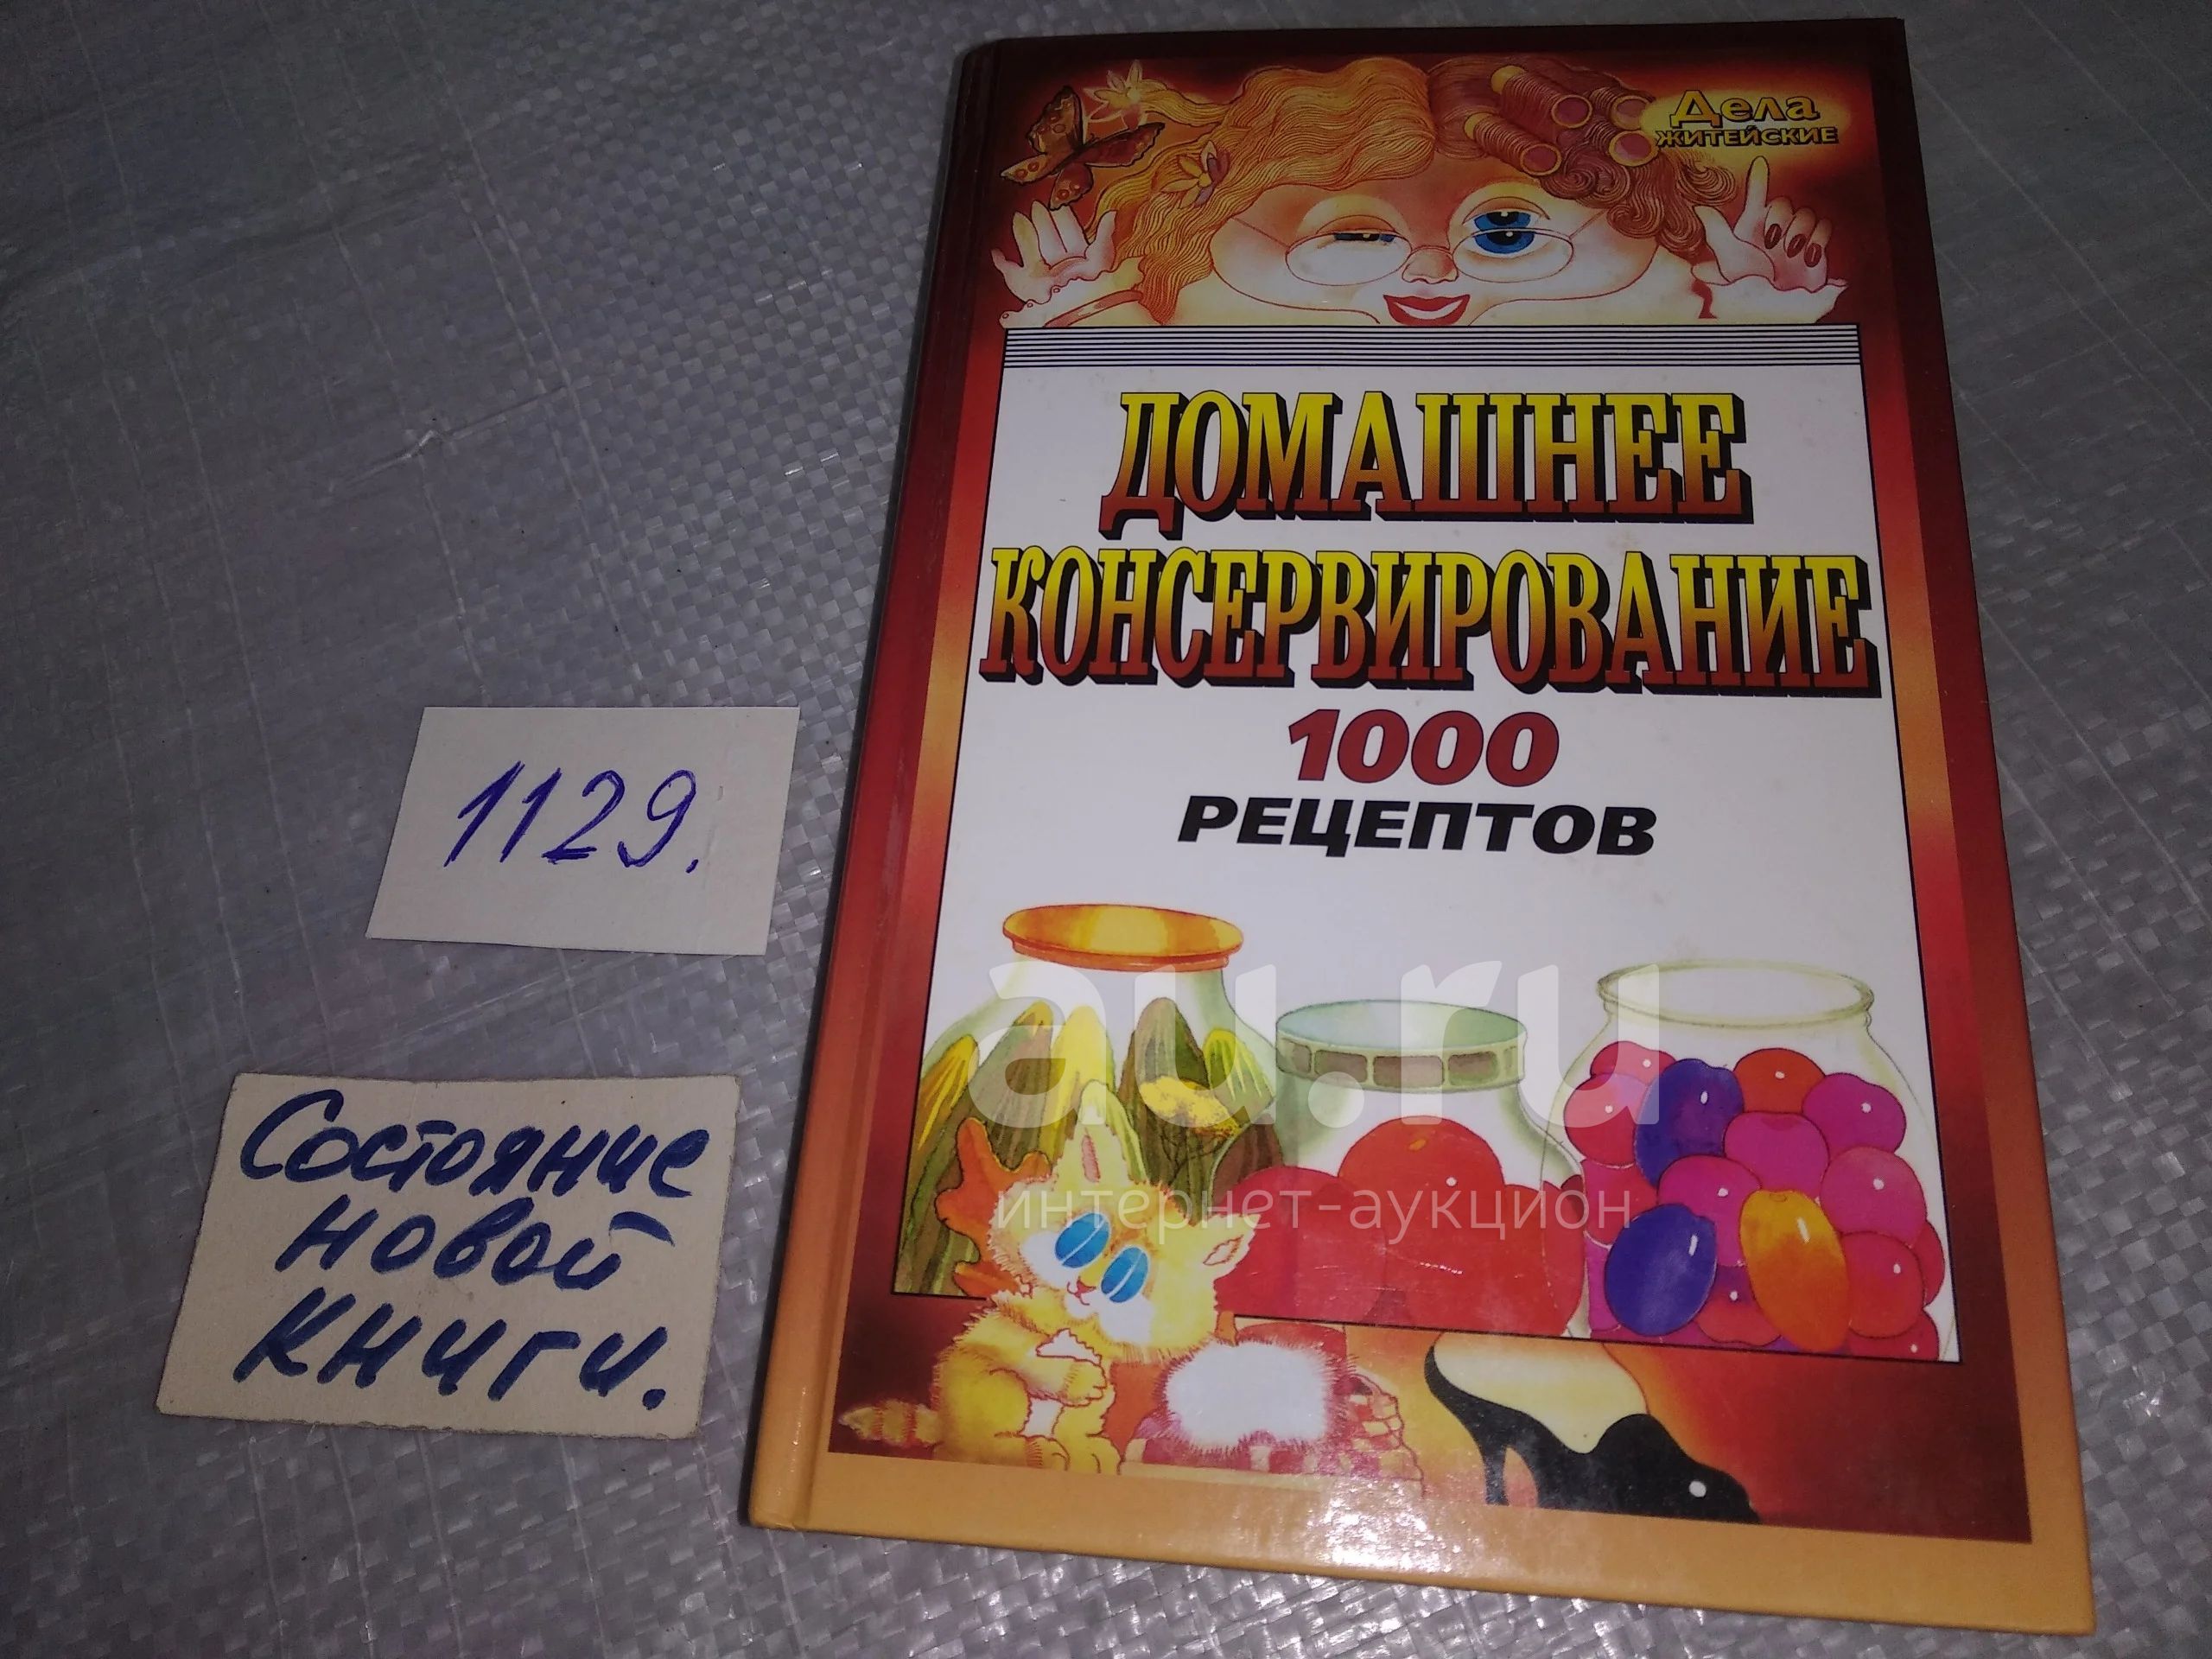 Дела
ЖИТЕЙСКИЕ
ДОМАШНЕЕ
КОНСЕРВИРОВАНИЕ
1000
РЕЦЕПТОВ
1129.
Состояние
новой
книги.
au.ru
интернет-аукцион